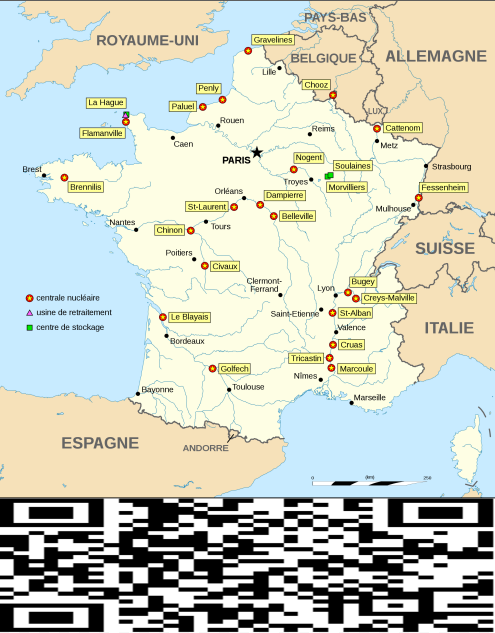 PAYS-BAS
ROYAUME-UNI
Gravelines
ALLEMAGNE
BELGIQUE
Lille
Chooz
Penly
La Hague
Paluel
LUX.
Rouen
Flamanville
Reims
Cattenom
Caen
Metz
PARIS
Nogent
Soulaines
Strasbourg
Brest
Troyes
Brennilis
Morvilliers
Fessenheim
Orléans
Dampierre
St-Laurent
Mulhouse
Belleville
Nantes
Tours
Chinon
SUISSE
Poitiers
Civaux
Clermont-
Ferrand
Lyon
Bugey
centrale nucléaire
Creys-Malville
usine de retraitement
Saint-Etienne
St-Alban
Le Blayais
centre de stockage
Valence
ITALIE
Bordeaux
Cruas
Tricastin
Golfech
Marcoule
Nîmes
Bayonne
Toulouse
Marseille
ESPAGNE
ANDORRE
0 (km) 250